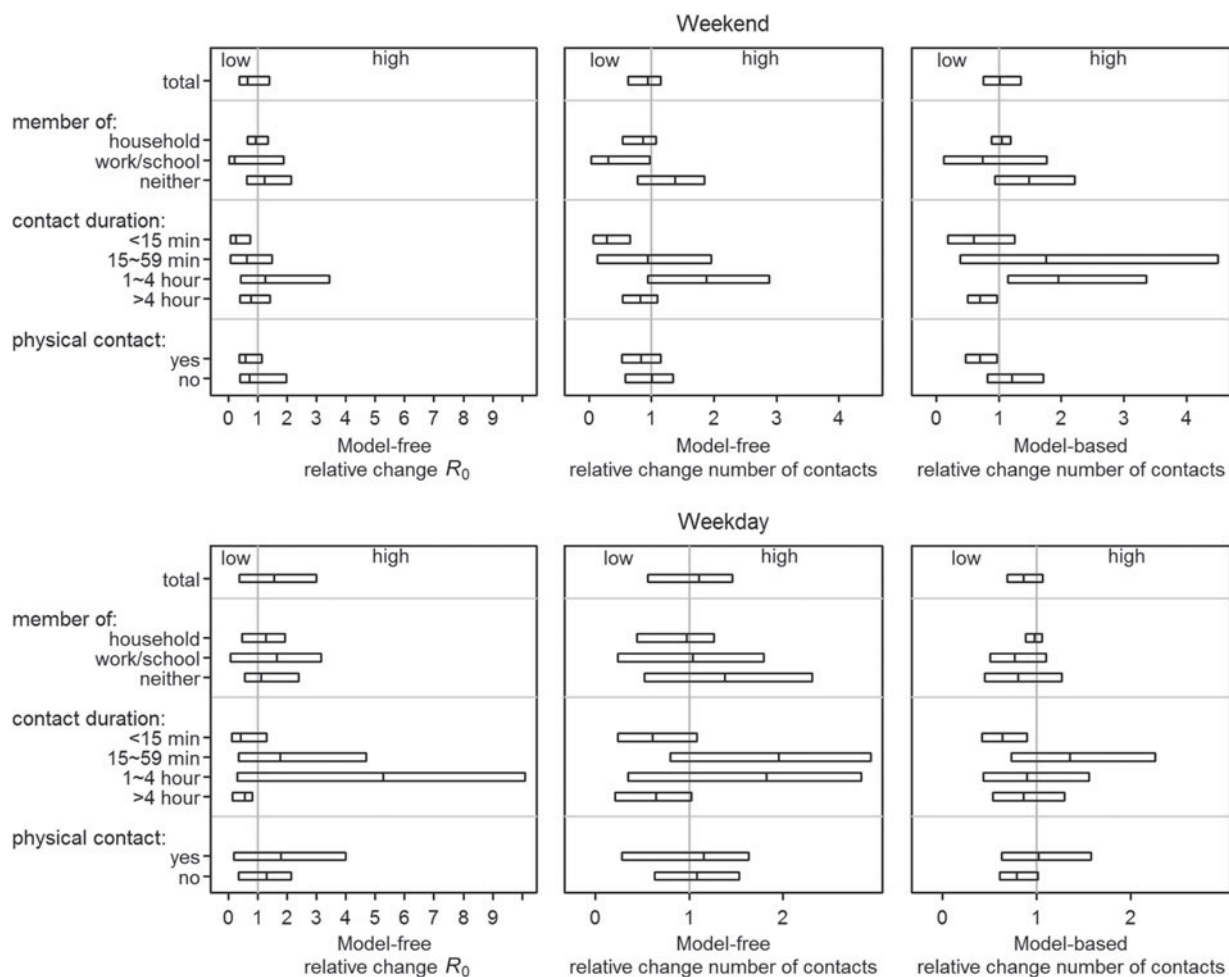 Weekend
low high low high low high
total
member of:
household
work/school
neither
contact duration:
<15 min
15~59 min
1~4 hour
>4 hour
physical contact:
yes
no
0 1 2 3 4 5 6 7 8 9 0 1 2 3 4 0 1 2 3 4
Model-free Model-free Model-based
relative change R0 relative change number of contacts relative change number of contacts
Weekday
low high low high low high
total
member of:
household
work/school
neither
contact duration:
<15 min
15~59 min
1~4 hour
>4 hour
physical contact:
yes
no
0 1 2 3 4 5 6 7 8 9 0 1 2 0 1 2
Model-free Model-free Model-based
relative change R0 relative change number of contacts relative change number of contacts